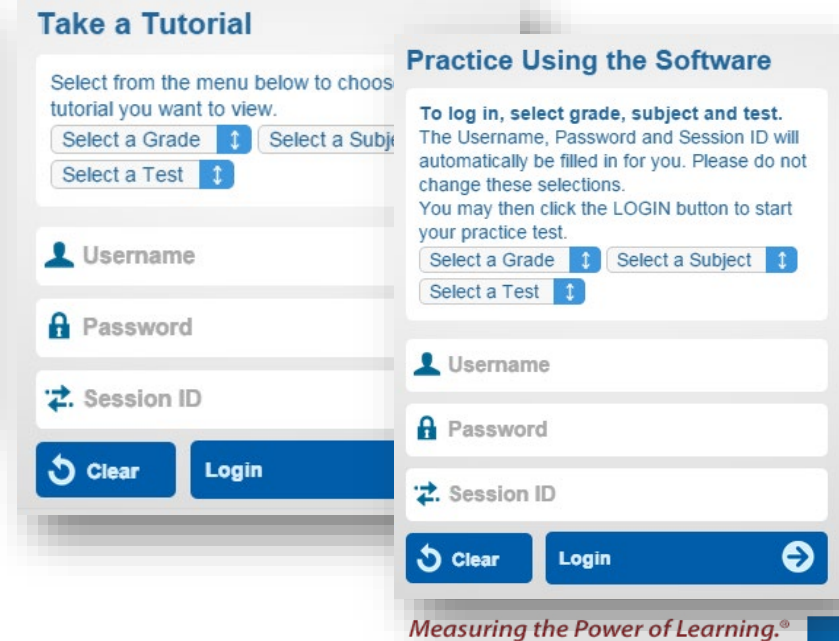 Take a Tutorial
Select from the menu below to choos
tutorial you want to view.
Select a Grade Select a Subje
Select a Test
Username
Password
Session ID
Clear Login
Practice Using the Software
To log in, select grade, subject and test.
The Username, Password and Session ID will
automatically be filled in for you. Please do not
change these selections.
You may then click the LOGIN button to start
your practice test.
Select a Grade Select a Subject
Select a Test
Username
Password
Session ID
Clear Login
Measuring the Power of Learning.®